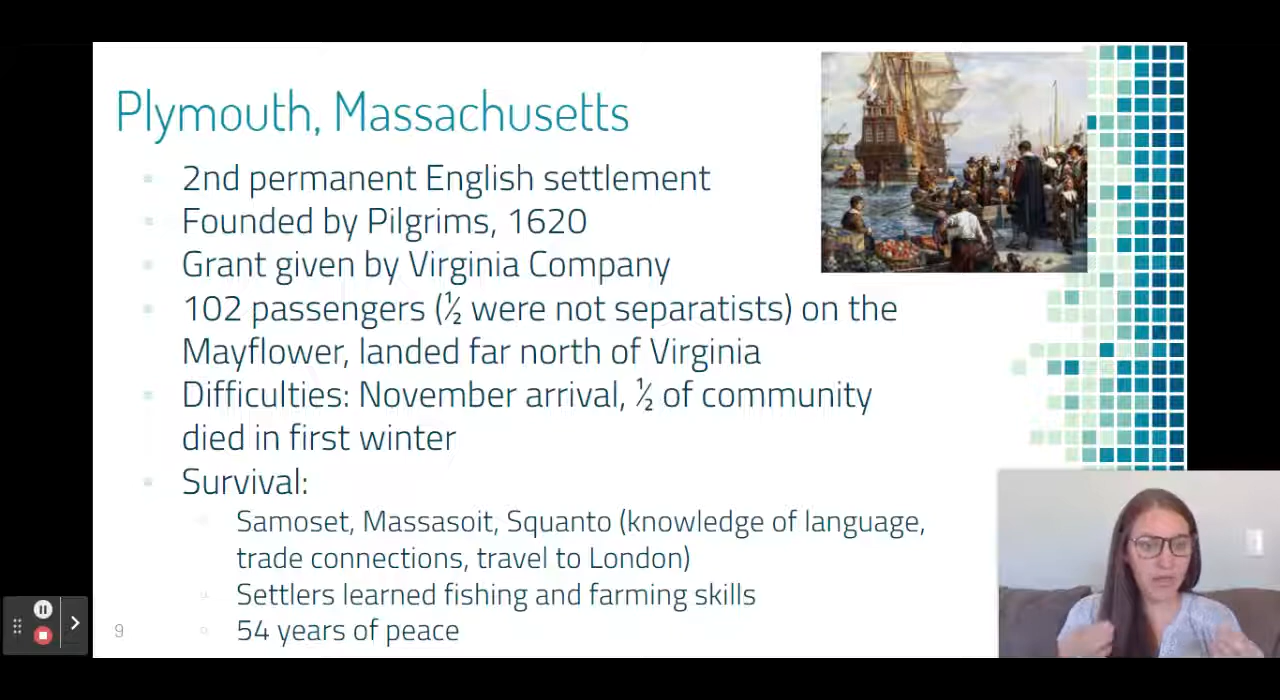 Plymouth, Massachusetts
2nd permanent English settlement
Founded by Pilgrims, 1620
Grant given by Virginia Company
102 passengers (½ were not separatists) on the
Mayflower, landed far north of Virginia
Difficulties: November arrival, ½ of community
died in first winter
Survival:
Samoset, Massasoit, Squanto (knowledge of language,
trade connections, travel to London)
Settlers learned fishing and farming skills
54 years of peace
9